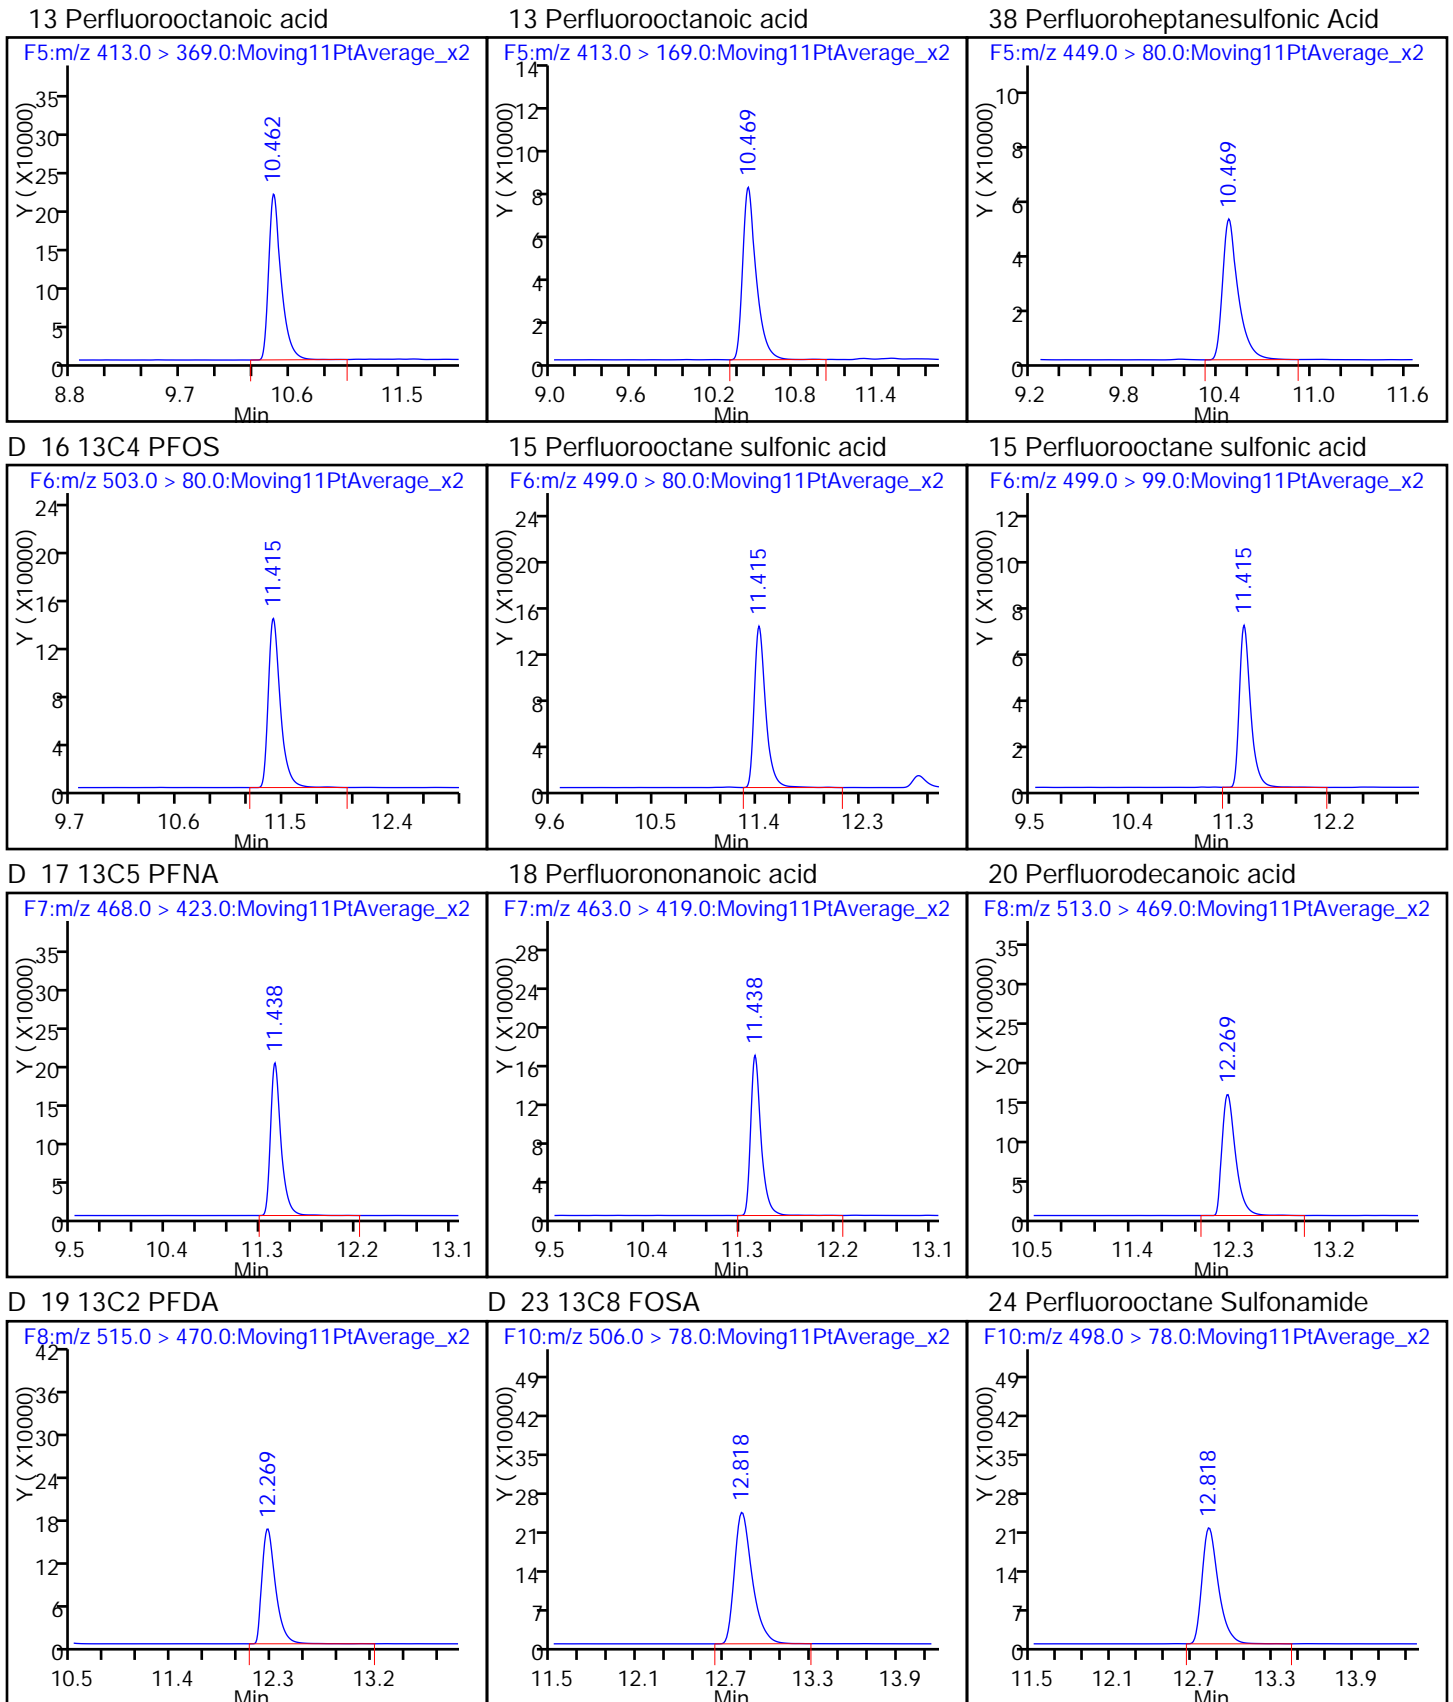 13 Perfluorooctanoic acid
F5:m/z 413.0 > 369.0:Moving11PtAverage_x2
Y ( X10000)
35
30
25
20
15
10
5
0
10.462
8.8 9.7 10.6 11.5
Min
13 Perfluorooctanoic acid
F5:m/z 413.0 > 169.0:Moving11PtAverage_x2
Y ( X10000)
14
12
10
8
6
4
2
0
10.469
9.0 9.6 10.2 10.8 11.4
Min
38 Perfluoroheptanesulfonic Acid
F5:m/z 449.0 > 80.0:Moving11PtAverage_x2
Y ( X10000)
10
8
6
4
2
0
10.469
9.2 9.8 10.4 11.0 11.6
Min
D 16 13C4 PFOS
F6:m/z 503.0 > 80.0:Moving11PtAverage_x2
Y ( X10000)
24
20
16
12
8
4
0
11.415
9.7 10.6 11.5 12.4
Min
15 Perfluorooctane sulfonic acid
F6:m/z 499.0 > 80.0:Moving11PtAverage_x2
Y ( X10000)
24
20
16
12
8
4
0
11.415
9.6 10.5 11.4 12.3
Min
15 Perfluorooctane sulfonic acid
F6:m/z 499.0 > 99.0:Moving11PtAverage_x2
Y ( X10000)
12
10
8
6
4
2
0
11.415
9.5 10.4 11.3 12.2
Min
D 17 13C5 PFNA
F7:m/z 468.0 > 423.0:Moving11PtAverage_x2
Y ( X10000)
35
30
25
20
15
10
5
0
11.438
9.5 10.4 11.3 12.2 13.1
Min
18 Perfluorononanoic acid
F7:m/z 463.0 > 419.0:Moving11PtAverage_x2
Y ( X10000)
28
24
20
16
12
8
4
0
11.438
9.5 10.4 11.3 12.2 13.1
Min
20 Perfluorodecanoic acid
F8:m/z 513.0 > 469.0:Moving11PtAverage_x2
Y ( X10000)
35
30
25
20
15
10
5
0
12.269
10.5 11.4 12.3 13.2
Min
D 19 13C2 PFDA
F8:m/z 515.0 > 470.0:Moving11PtAverage_x2
Y ( X10000)
42
36
30
24
18
12
6
0
12.269
10.5 11.4 12.3 13.2
Min
D 23 13C8 FOSA
F10:m/z 506.0 > 78.0:Moving11PtAverage_x2
Y ( X10000)
49
42
35
28
21
14
7
0
12.818
11.5 12.1 12.7 13.3 13.9
Min
24 Perfluorooctane Sulfonamide
F10:m/z 498.0 > 78.0:Moving11PtAverage_x2
Y ( X10000)
49
42
35
28
21
14
7
0
12.818
11.5 12.1 12.7 13.3 13.9
Min